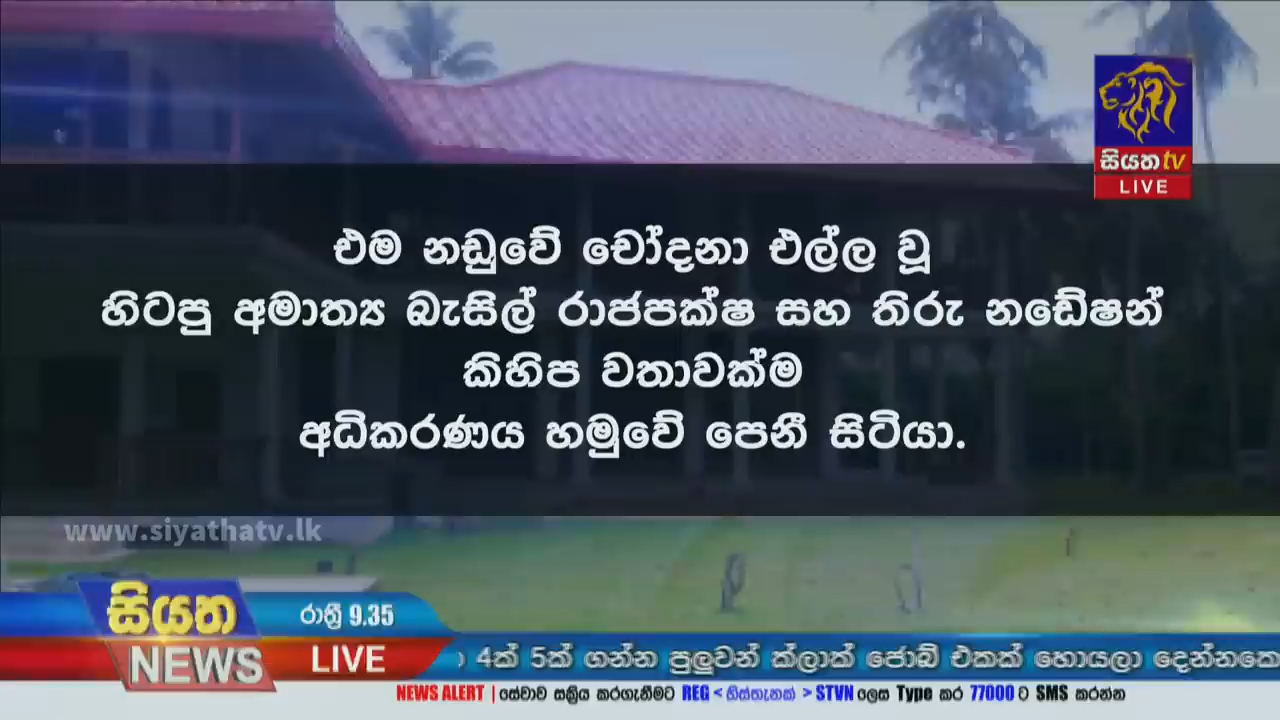 සියත tv
LIVE
එම නඩුවේ චෝදනා එල්ල වූ
හිටපු අමාත්‍ය බැසිල් රාජපක්ෂ සහ තිරු නඩේෂන්
කිහිප වතාවක්ම
අධිකරණය හමුවේ පෙනී සිටියා.
www.siyathatv.lk
සියත
NEWS
රාත්‍රී 9.35
LIVE
4ක් 5ක් ගන්න පුලුවන් ක්ලාක් ජොබ් එකක් හොයලා දෙන්නකො
NEWS ALERT | සේවාව සක්‍රිය කරගැනීමට REG < හිස්තැනක් > STVN ලෙස Type කර 77000 ට SMS කරන්න